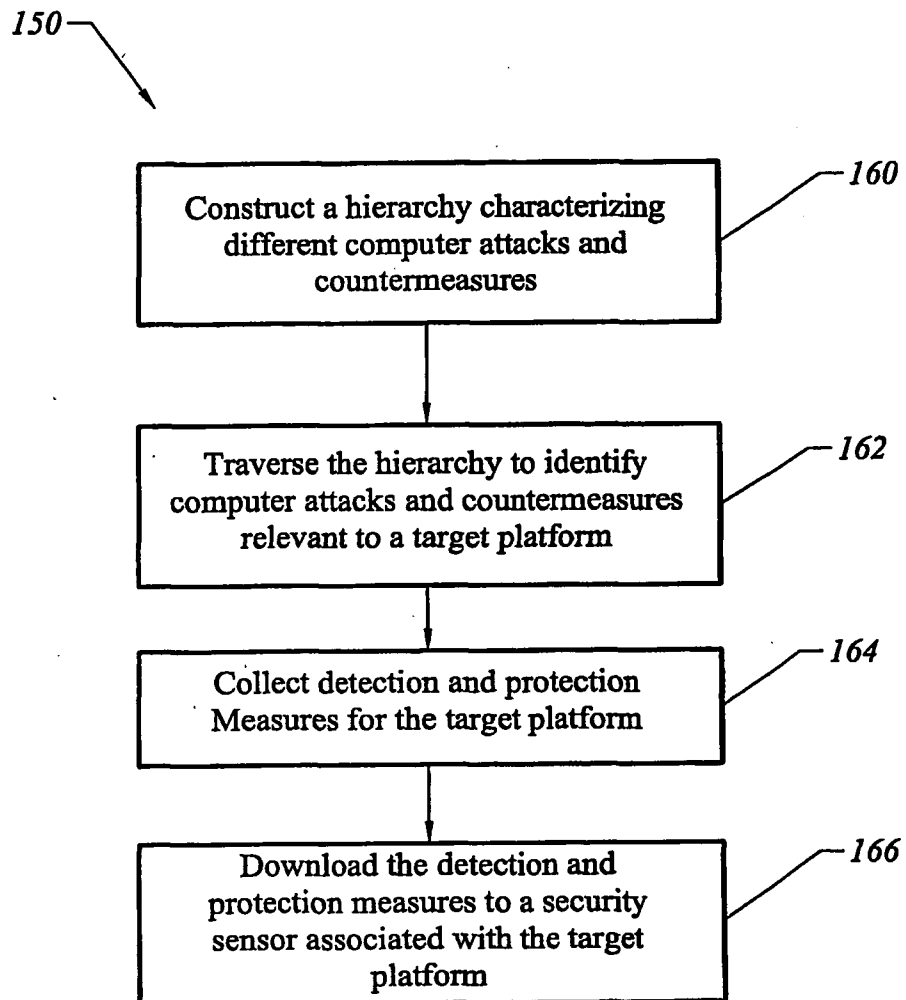 150
160
Construct a hierarchy characterizing
different computer attacks and
countermeasures
162
Traverse the hierarchy to identify
computer attacks and countermeasures
relevant to a target platform
164
Collect detection and protection
Measures for the target platform
166
Download the detection and
protection measures to a security
sensor associated with the target
platform